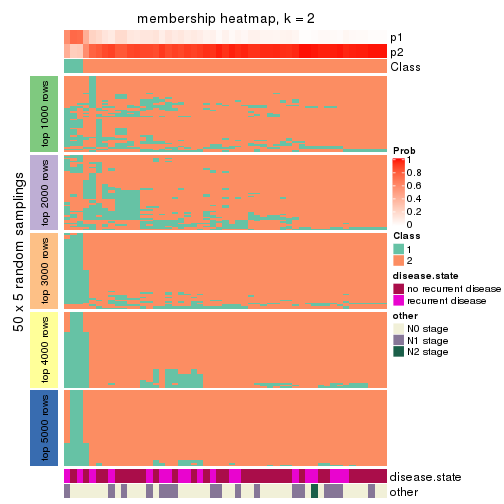 membership heatmap, k = 2
p1
p2
Class
50 x 5 random samplings
top 1000 rows
top 2000 rows
top 3000 rows
top 4000 rows
top 5000 rows
disease.state
other
Prob
1
0.8
0.6
0.4
0.2
0
Class
1
2
disease.state
no recurrent disease
recurrent disease
other
N0 stage
N1 stage
N2 stage